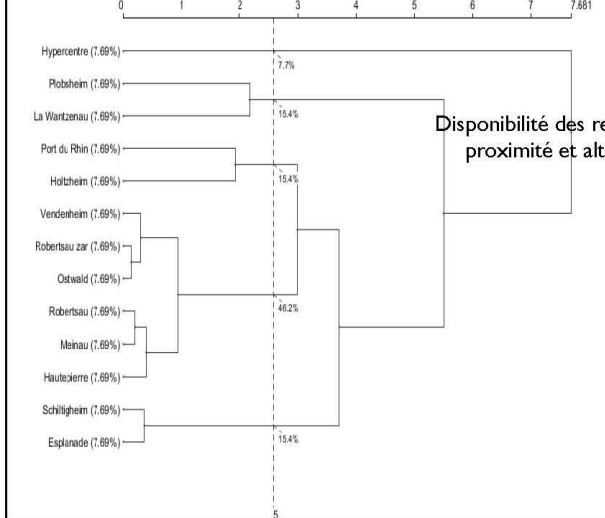 0 1 2 3 4 5 6 7 7.681
Hypercentre (7.69%)
7.7%
Plobsheim (7.69%)
15.4%
La Wantzenau (7.69%)
Disponibilité des re
proximité et alt
Port du Rhin (7.69%)
15.4%
Holtzheim (7.69%)
Vendenheim (7.69%)
Robertsau zar (7.69%)
Ostwald (7.69%)
46.2%
Robertsau (7.69%)
Meinau (7.69%)
Hautepierre (7.69%)
Schiltigheim (7.69%)
15.4%
Esplanade (7.69%)
5